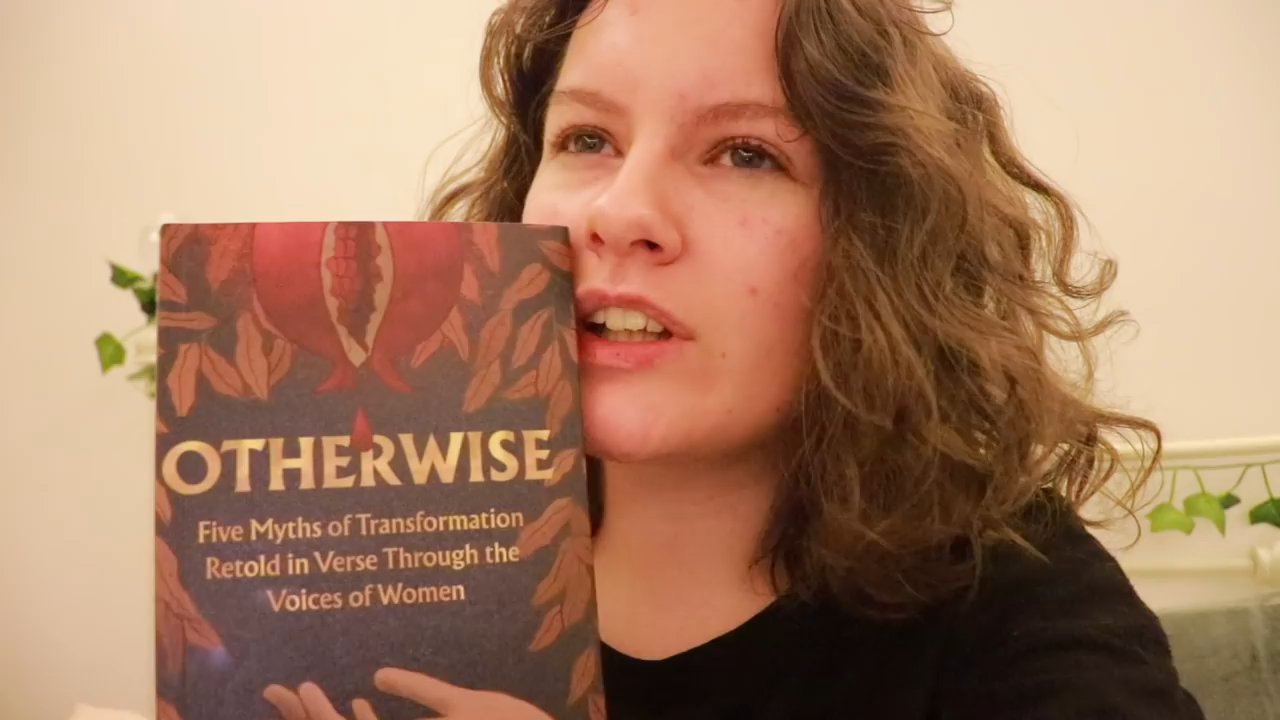 OTHERWISE
Five Myths of Transformation
Retold in Verse Through the
Voices of Women